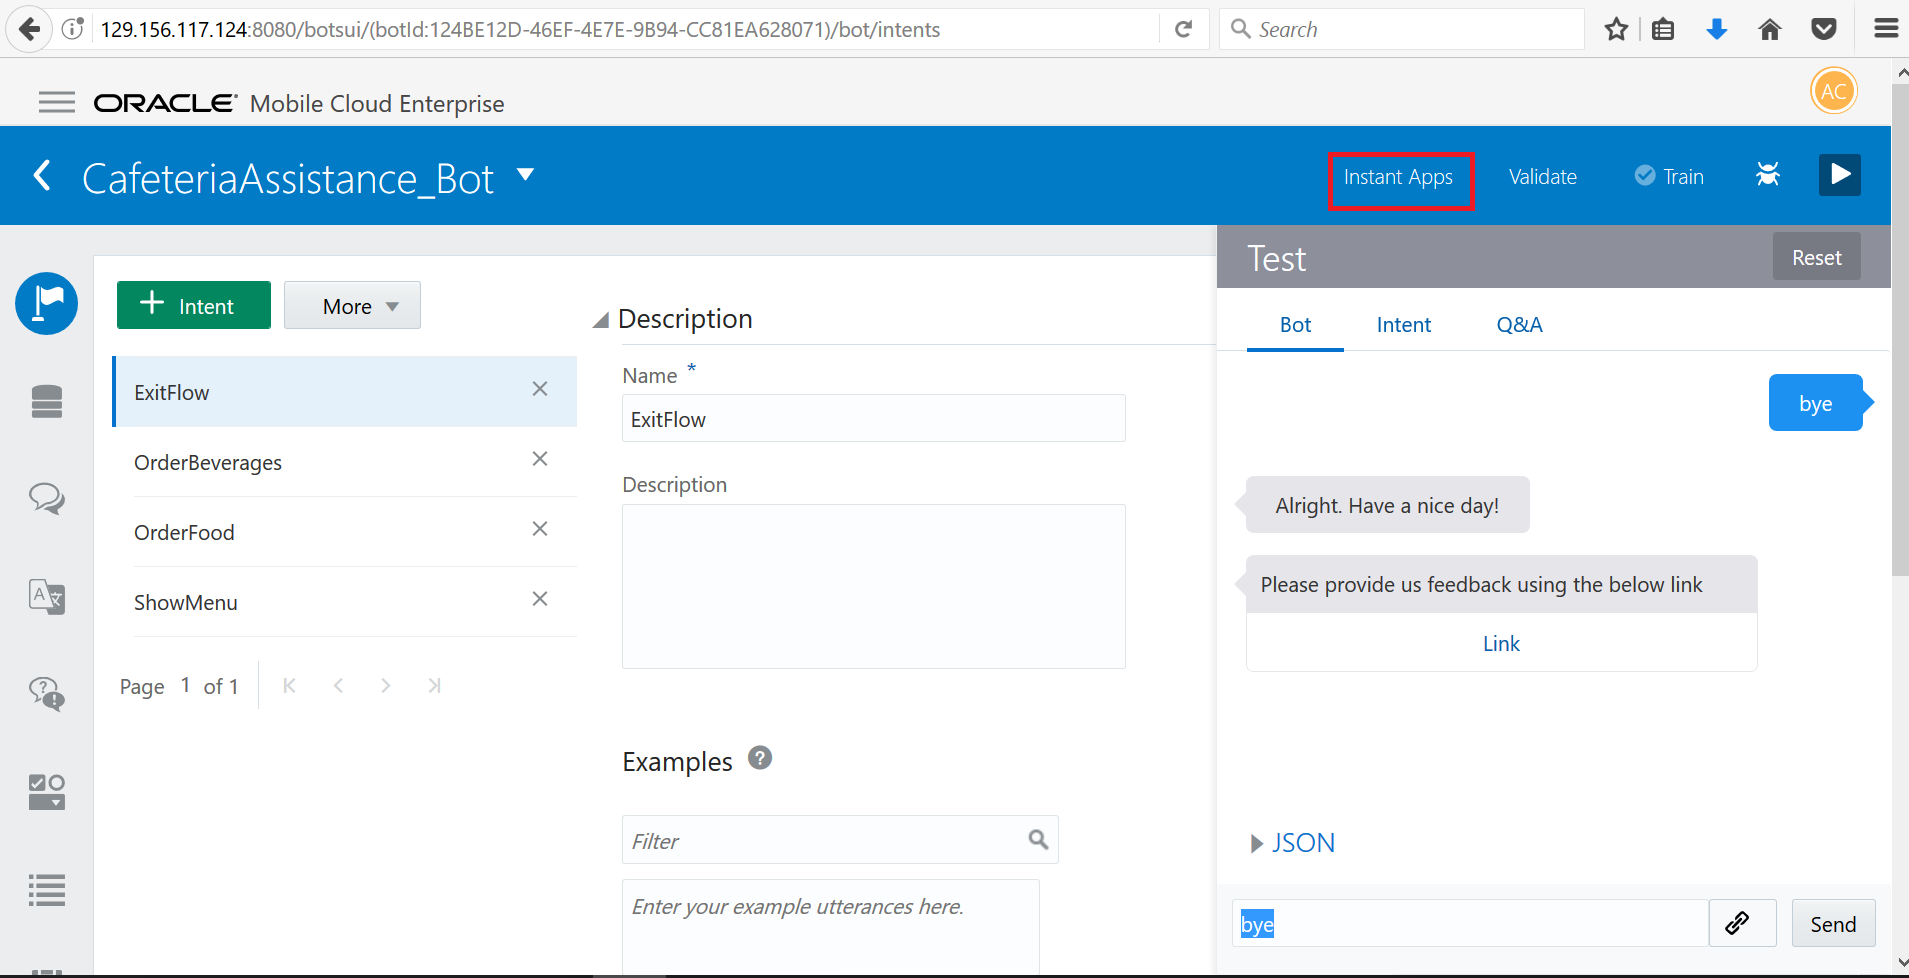 129.156.117.124:8080/botsui/(botId:124BE12D-46EF-4E7E-9B94-CC81EA628071)/bot/intents
Search
ORACLE Mobile Cloud Enterprise
AC
CafeteriaAssistance_Bot
Instant Apps
Validate
Train
+ Intent
More
ExitFlow
OrderBeverages
OrderFood
ShowMenu
Page 1 of 1
Description
Name *
ExitFlow
Description
Examples ?
Filter
Enter your example utterances here.
Test
Reset
Bot
Intent
Q&A
bye
Alright. Have a nice day!
Please provide us feedback using the below link
Link
JSON
bye
Send